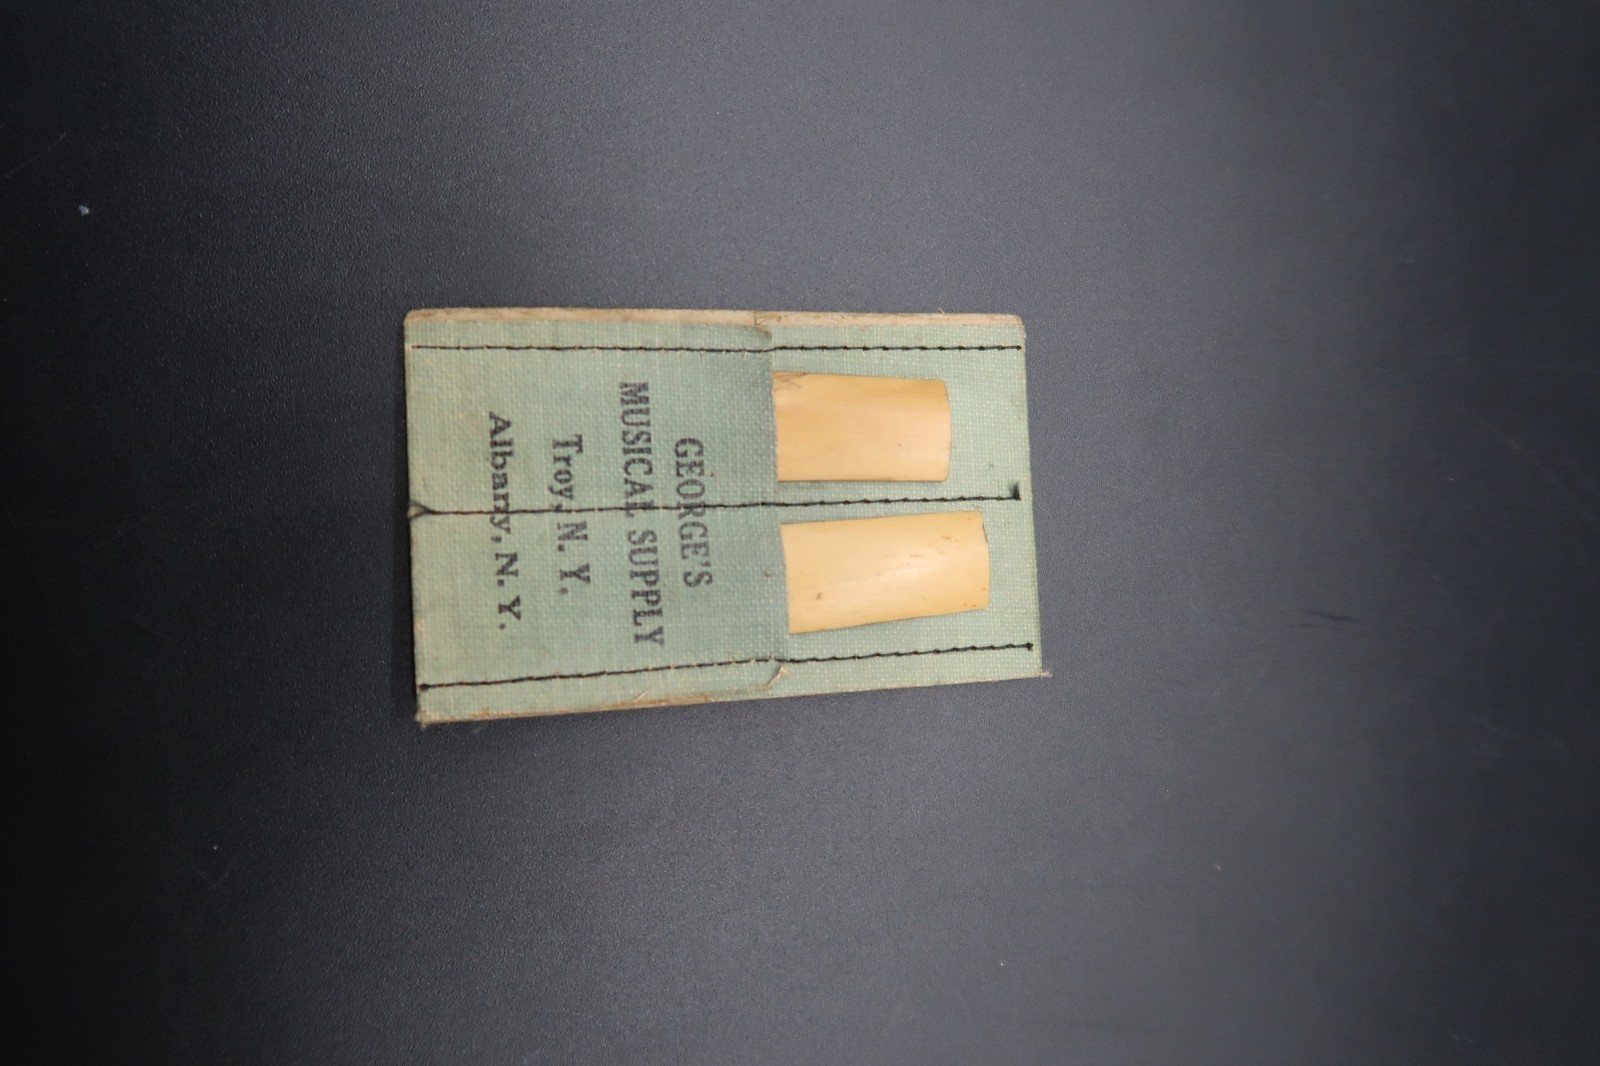 GEORGE'S
MUSICAL SUPPLY
Troy, N. Y.
Albany, N. Y.